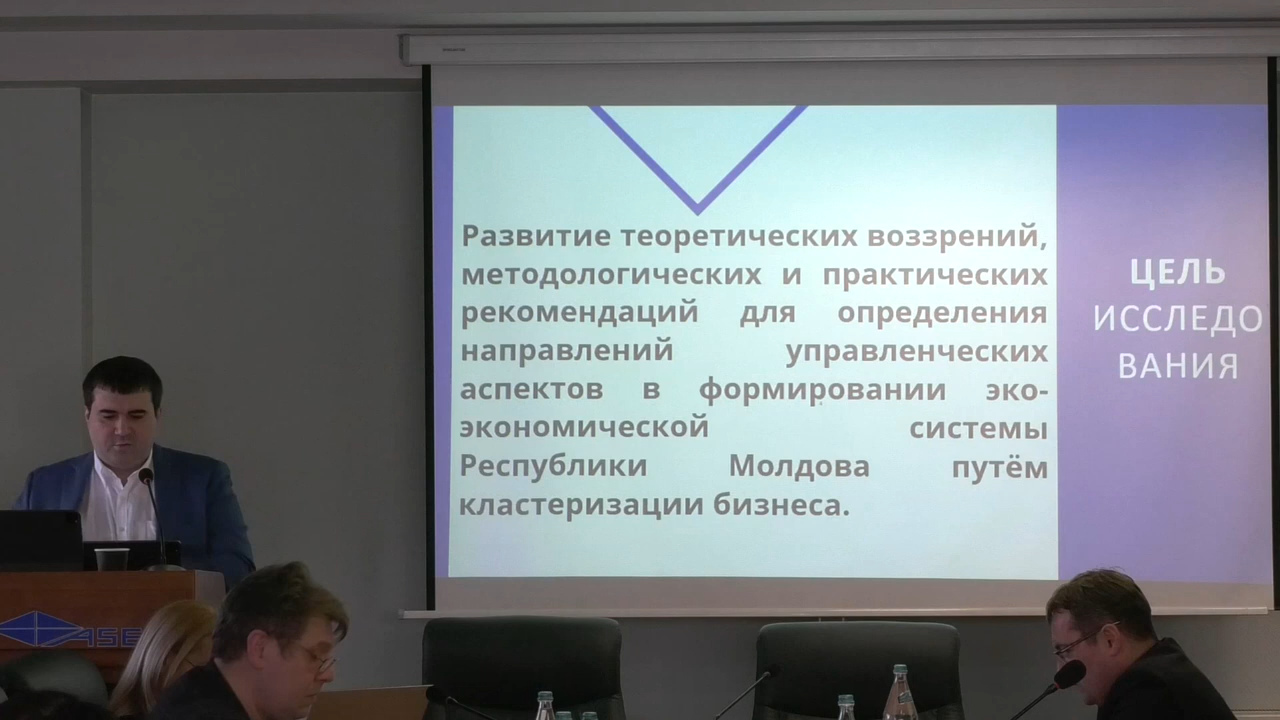 Развитие теоретических воззрений,
методологических и практических
рекомендаций для определения
направлений управленческих
аспектов в формировании эко-
экономической системы
Республики Молдова путём
кластеризации бизнеса.
ЦЕЛЬ
ИССЛЕДО
ВАНИЯ
ASE